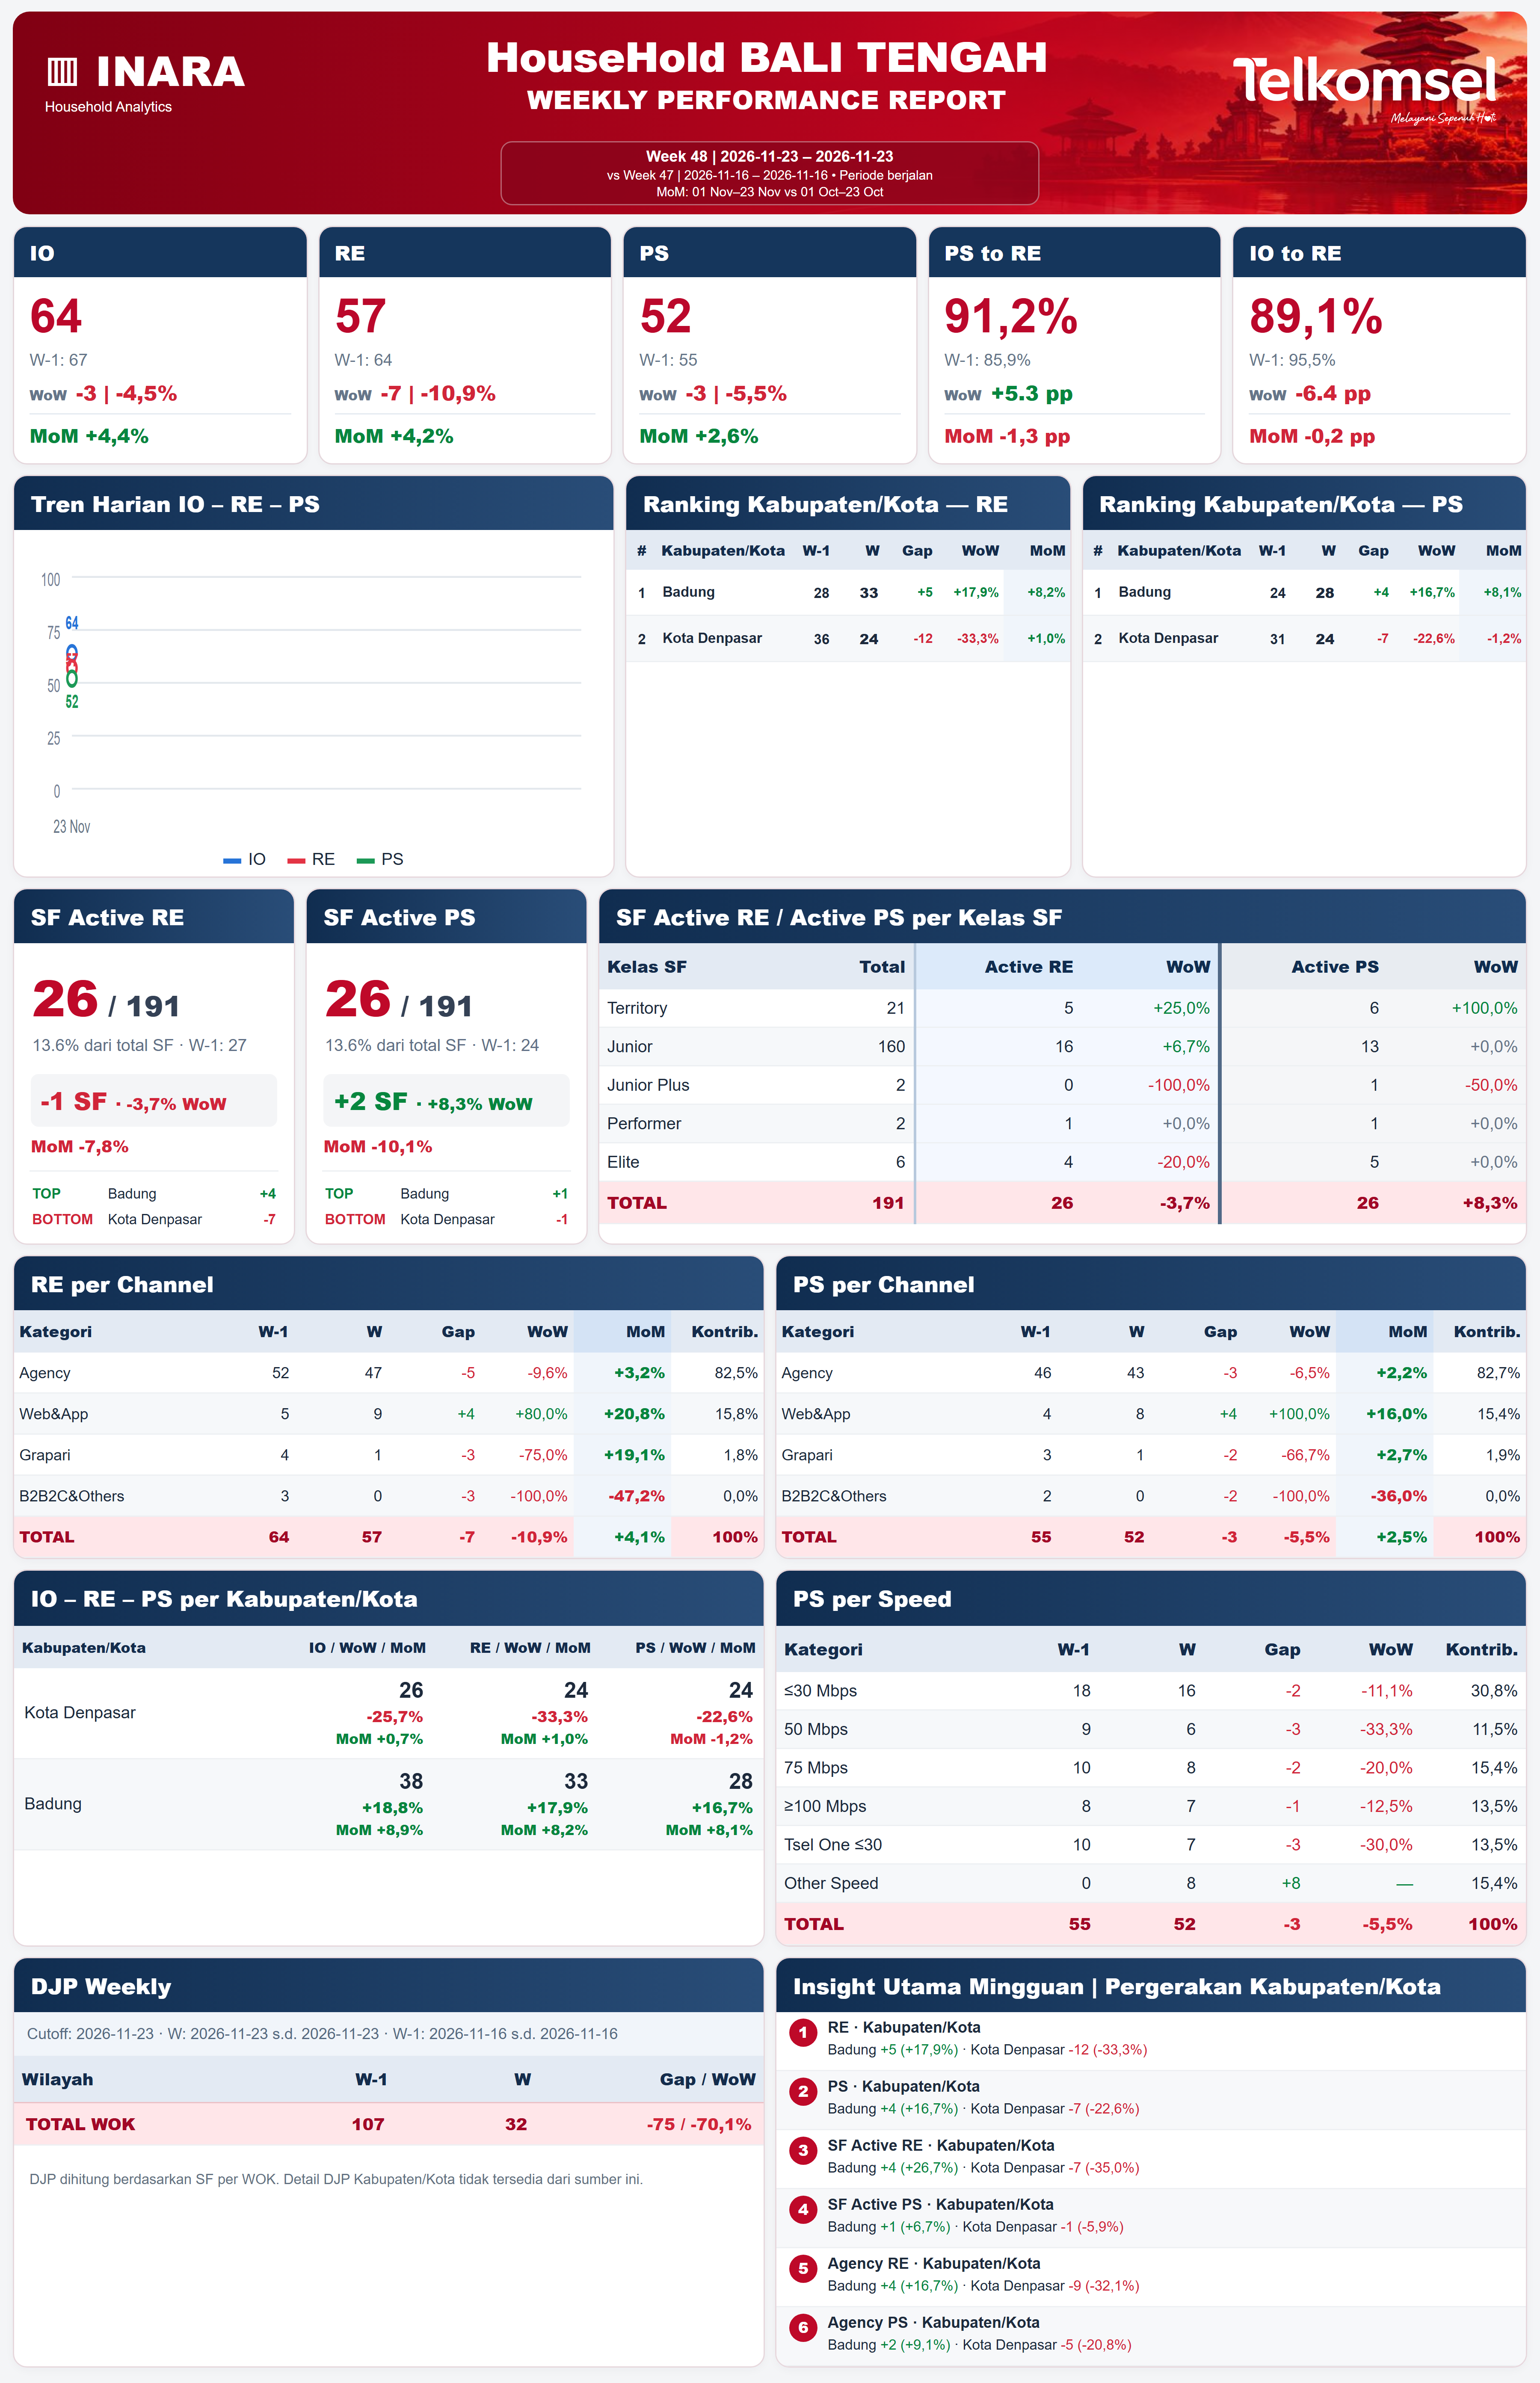 INARA
Household Analytics
HouseHold BALI TENGAH
WEEKLY PERFORMANCE REPORT
Week 48 | 2026-11-23 – 2026-11-23
vs Week 47 | 2026-11-16 – 2026-11-16 • Periode berjalan
MoM: 01 Nov–23 Nov vs 01 Oct–23 Oct
Telkomsel
Melayani Sepenuh Hati
IO
64
W-1: 67
WoW -3 | -4,5%
MoM +4,4%
RE
57
W-1: 64
WoW -7 | -10,9%
MoM +4,2%
PS
52
W-1: 55
WoW -3 | -5,5%
MoM +2,6%
PS to RE
91,2%
W-1: 85,9%
WoW +5.3 pp
MoM -1,3 pp
IO to RE
89,1%
W-1: 95,5%
WoW -6.4 pp
MoM -0,2 pp
Tren Harian IO – RE – PS
100
75
50
25
0
64
52
23 Nov
IO RE PS
Ranking Kabupaten/Kota — RE
# Kabupaten/Kota W-1 W Gap WoW MoM
1 Badung 28 33 +5 +17,9% +8,2%
2 Kota Denpasar 36 24 -12 -33,3% +1,0%
Ranking Kabupaten/Kota — PS
# Kabupaten/Kota W-1 W Gap WoW MoM
1 Badung 24 28 +4 +16,7% +8,1%
2 Kota Denpasar 31 24 -7 -22,6% -1,2%
SF Active RE
26 / 191
13.6% dari total SF · W-1: 27
-1 SF · -3,7% WoW
MoM -7,8%
TOP Badung +4
BOTTOM Kota Denpasar -7
SF Active PS
26 / 191
13.6% dari total SF · W-1: 24
+2 SF · +8,3% WoW
MoM -10,1%
TOP Badung +1
BOTTOM Kota Denpasar -1
SF Active RE / Active PS per Kelas SF
Kelas SF Total Active RE WoW Active PS WoW
Territory 21 5 +25,0% 6 +100,0%
Junior 160 16 +6,7% 13 +0,0%
Junior Plus 2 0 -100,0% 1 -50,0%
Performer 2 1 +0,0% 1 +0,0%
Elite 6 4 -20,0% 5 +0,0%
TOTAL 191 26 -3,7% 26 +8,3%
RE per Channel
Kategori W-1 W Gap WoW MoM Kontrib.
Agency 52 47 -5 -9,6% +3,2% 82,5%
Web&App 5 9 +4 +80,0% +20,8% 15,8%
Grapari 4 1 -3 -75,0% +19,1% 1,8%
B2B2C&Others 3 0 -3 -100,0% -47,2% 0,0%
TOTAL 64 57 -7 -10,9% +4,1% 100%
PS per Channel
Kategori W-1 W Gap WoW MoM Kontrib.
Agency 46 43 -3 -6,5% +2,2% 82,7%
Web&App 4 8 +4 +100,0% +16,0% 15,4%
Grapari 3 1 -2 -66,7% +2,7% 1,9%
B2B2C&Others 2 0 -2 -100,0% -36,0% 0,0%
TOTAL 55 52 -3 -5,5% +2,5% 100%
IO – RE – PS per Kabupaten/Kota
Kabupaten/Kota IO / WoW / MoM RE / WoW / MoM PS / WoW / MoM
26 24 24
Kota Denpasar -25,7% -33,3% -22,6%
MoM +0,7% MoM +1,0% MoM -1,2%
38 33 28
Badung +18,8% +17,9% +16,7%
MoM +8,9% MoM +8,2% MoM +8,1%
PS per Speed
Kategori W-1 W Gap WoW Kontrib.
≤30 Mbps 18 16 -2 -11,1% 30,8%
50 Mbps 9 6 -3 -33,3% 11,5%
75 Mbps 10 8 -2 -20,0% 15,4%
≥100 Mbps 8 7 -1 -12,5% 13,5%
Tsel One ≤30 10 7 -3 -30,0% 13,5%
Other Speed 0 8 +8 — 15,4%
TOTAL 55 52 -3 -5,5% 100%
DJP Weekly
Cutoff: 2026-11-23 · W: 2026-11-23 s.d. 2026-11-23 · W-1: 2026-11-16 s.d. 2026-11-16
Wilayah W-1 W Gap / WoW
TOTAL WOK 107 32 -75 / -70,1%
DJP dihitung berdasarkan SF per WOK. Detail DJP Kabupaten/Kota tidak tersedia dari sumber ini.
Insight Utama Mingguan | Pergerakan Kabupaten/Kota
1 RE · Kabupaten/Kota
Badung +5 (+17,9%) · Kota Denpasar -12 (-33,3%)
2 PS · Kabupaten/Kota
Badung +4 (+16,7%) · Kota Denpasar -7 (-22,6%)
3 SF Active RE · Kabupaten/Kota
Badung +4 (+26,7%) · Kota Denpasar -7 (-35,0%)
4 SF Active PS · Kabupaten/Kota
Badung +1 (+6,7%) · Kota Denpasar -1 (-5,9%)
5 Agency RE · Kabupaten/Kota
Badung +4 (+16,7%) · Kota Denpasar -9 (-32,1%)
6 Agency PS · Kabupaten/Kota
Badung +2 (+9,1%) · Kota Denpasar -5 (-20,8%)